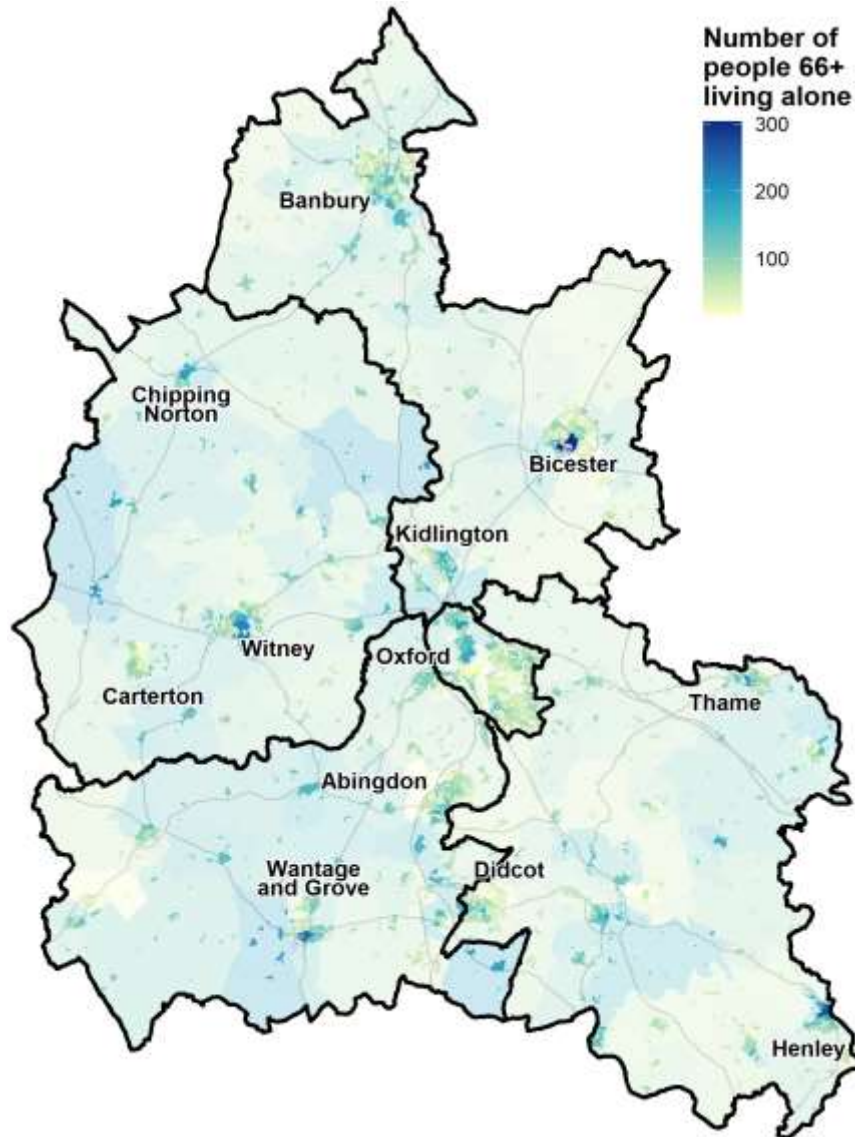 Number of
people 66+
living alone
300
200
100
Banbury
Chipping
Norton
Bicester
Kidlington
Witney
Oxford
Carterton
Thame
Abingdon
Wantage
and Grove
Didcot
Henley